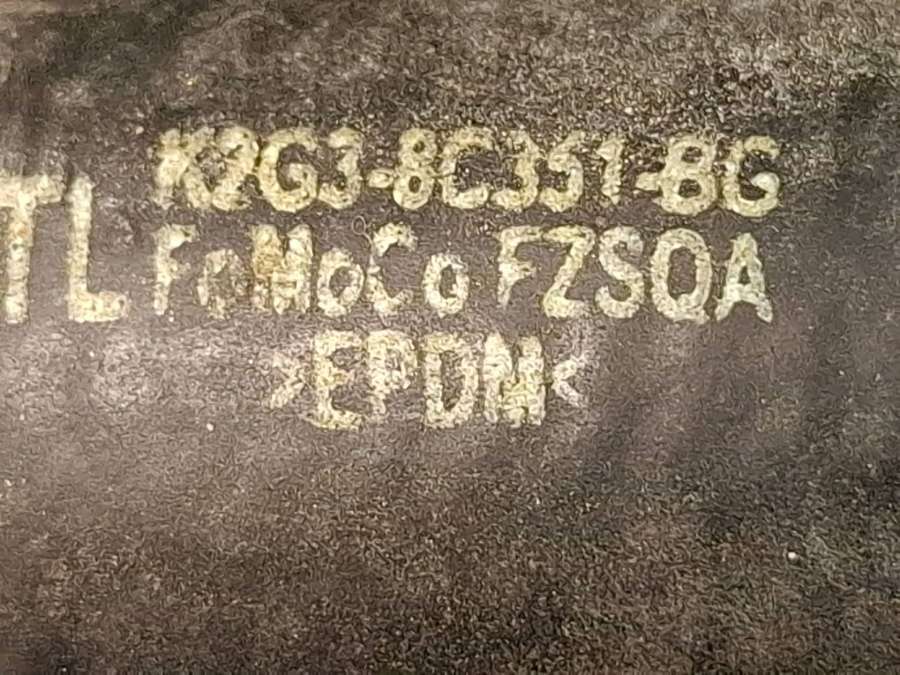 K2G3-8C351-BG
TL FoMoCo FZSQA
>EPDM<